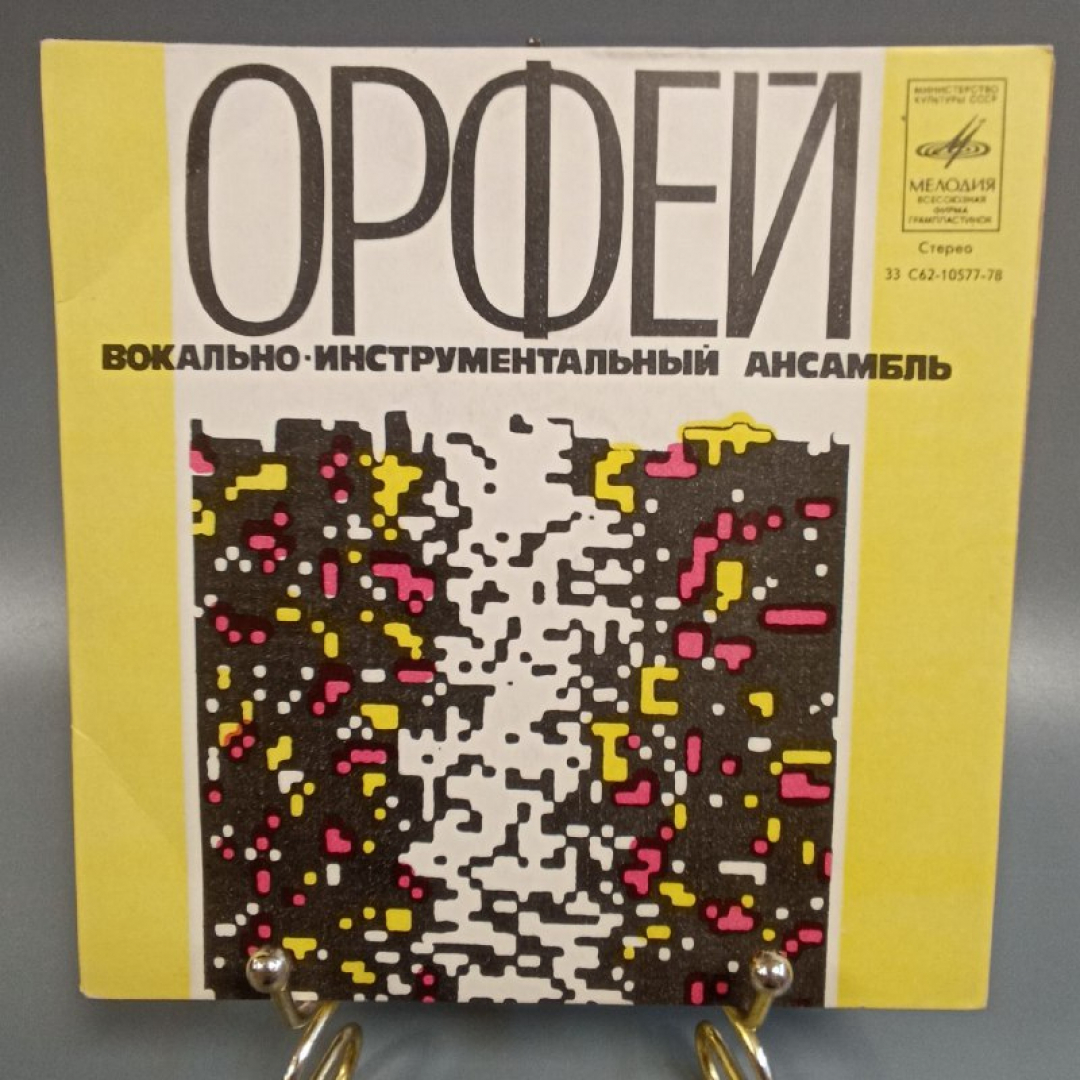 ОРФЕЙ
ВОКАЛЬНО·ИНСТРУМЕНТАЛЬНЫЙ АНСАМБЛЬ
МИНИСТЕРСТВО
КУЛЬТУРЫ СССР
МЕЛОДИЯ
ВСЕСОЮЗНАЯ
ФИРМА
ГРАМПЛАСТИНОК
Стерео
33 С62-10577-78